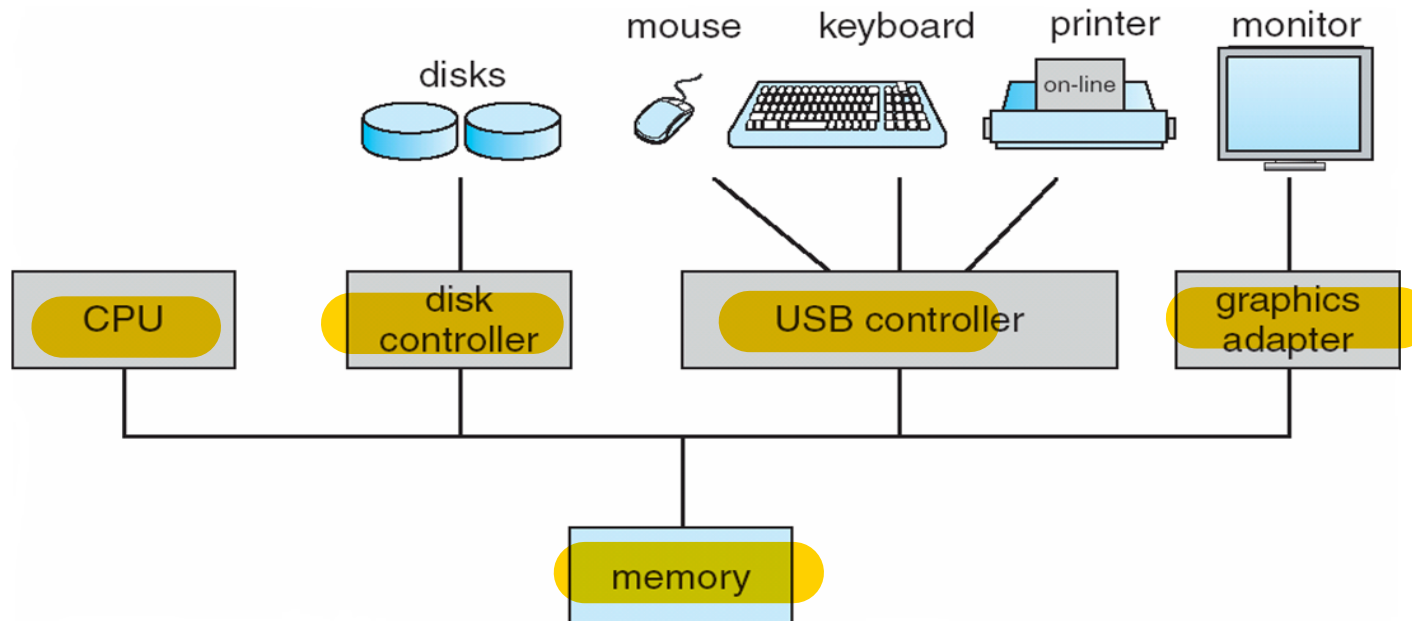 mouse
keyboard
printer
monitor
disks
on-line
CPU
disk
controller
USB controller
graphics
adapter
memory